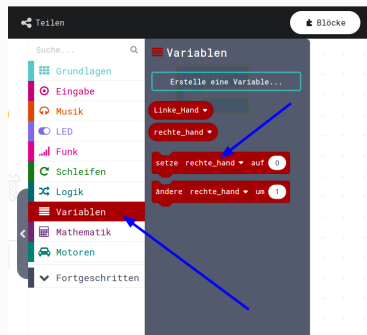 Teilen
Blöcke
Suche...
Grundlagen
Eingabe
Musik
LED
Funk
Schleifen
Logik
Variablen
Mathematik
Motoren
Fortgeschritten
Variablen
Erstelle eine Variable...
Linke_Hand
rechte_hand
setze rechte_hand auf 0
ändere rechte_hand um 1